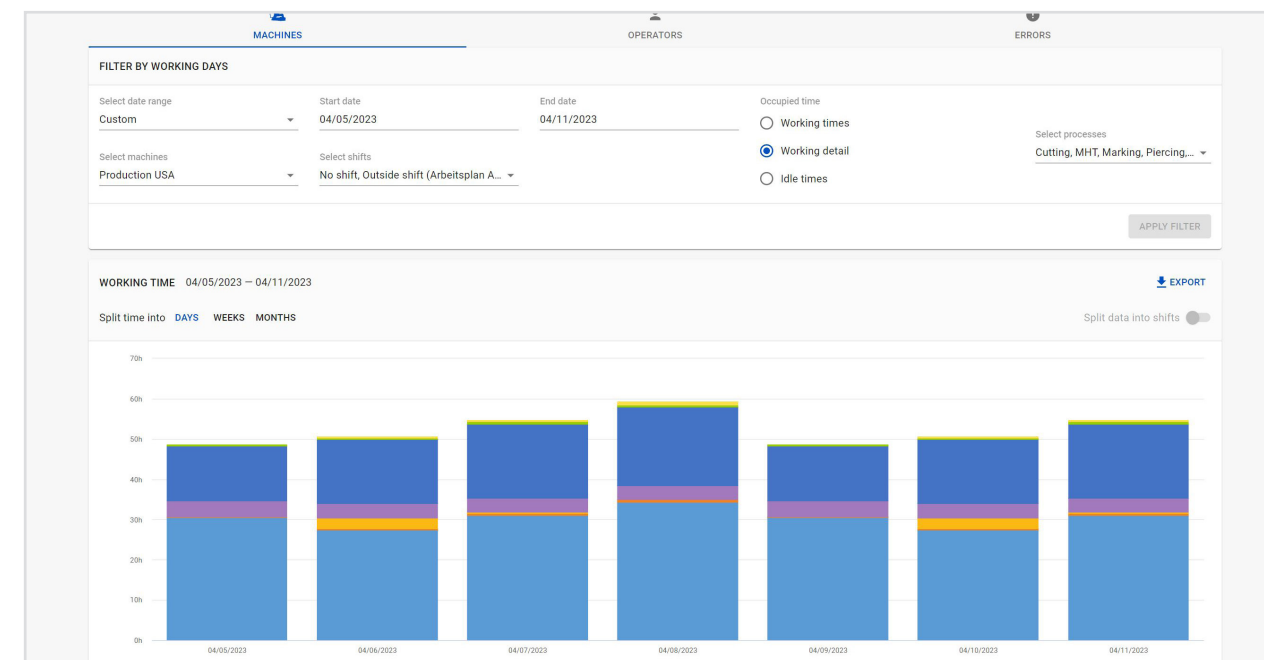 MACHINES OPERATORS ERRORS
FILTER BY WORKING DAYS
Select date range Start date End date Occupied time
Custom 04/05/2023 04/11/2023 Working times
Select processes
Working detail Cutting, MHT, Marking, Piercing,...
Select machines Select shifts
Production USA No shift, Outside shift (Arbeitsplan A... Idle times
APPLY FILTER
WORKING TIME 04/05/2023 — 04/11/2023 EXPORT
Split time into DAYS WEEKS MONTHS Split data into shifts
70h
60h
50h
40h
30h
20h
10h
0h
04/05/2023 04/06/2023 04/07/2023 04/08/2023 04/09/2023 04/10/2023 04/11/2023